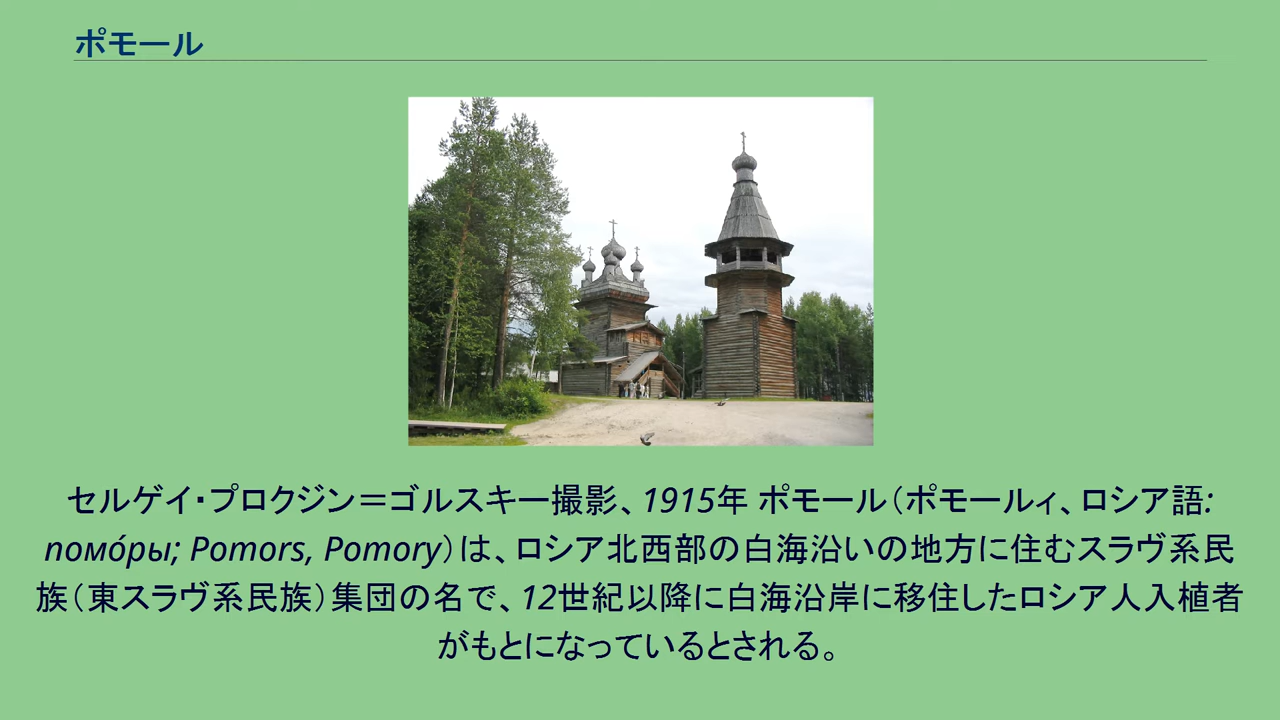 ポモール
セルゲイ・プロクジン＝ゴルスキー撮影、1915年 ポモール（ポモールィ、ロシア語:
помо́ры; Pomors, Pomory）は、ロシア北西部の白海沿いの地方に住むスラヴ系民
族（東スラヴ系民族）集団の名で、12世紀以降に白海沿岸に移住したロシア人入植者
がもとになっているとされる。